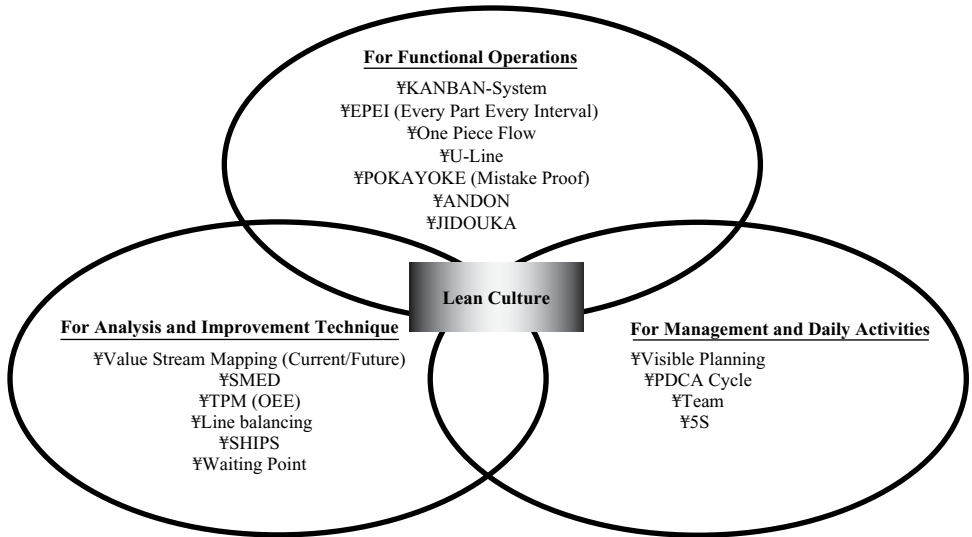 For Functional Operations
¥KANBAN-System
¥EPEI (Every Part Every Interval)
¥One Piece Flow
¥U-Line
¥POKAYOKE (Mistake Proof)
¥ANDON
¥JIDOUKA
Lean Culture
For Analysis and Improvement Technique
¥Value Stream Mapping (Current/Future)
¥SMED
¥TPM (OEE)
¥Line balancing
¥SHIPS
¥Waiting Point
For Management and Daily Activities
¥Visible Planning
¥PDCA Cycle
¥Team
¥5S